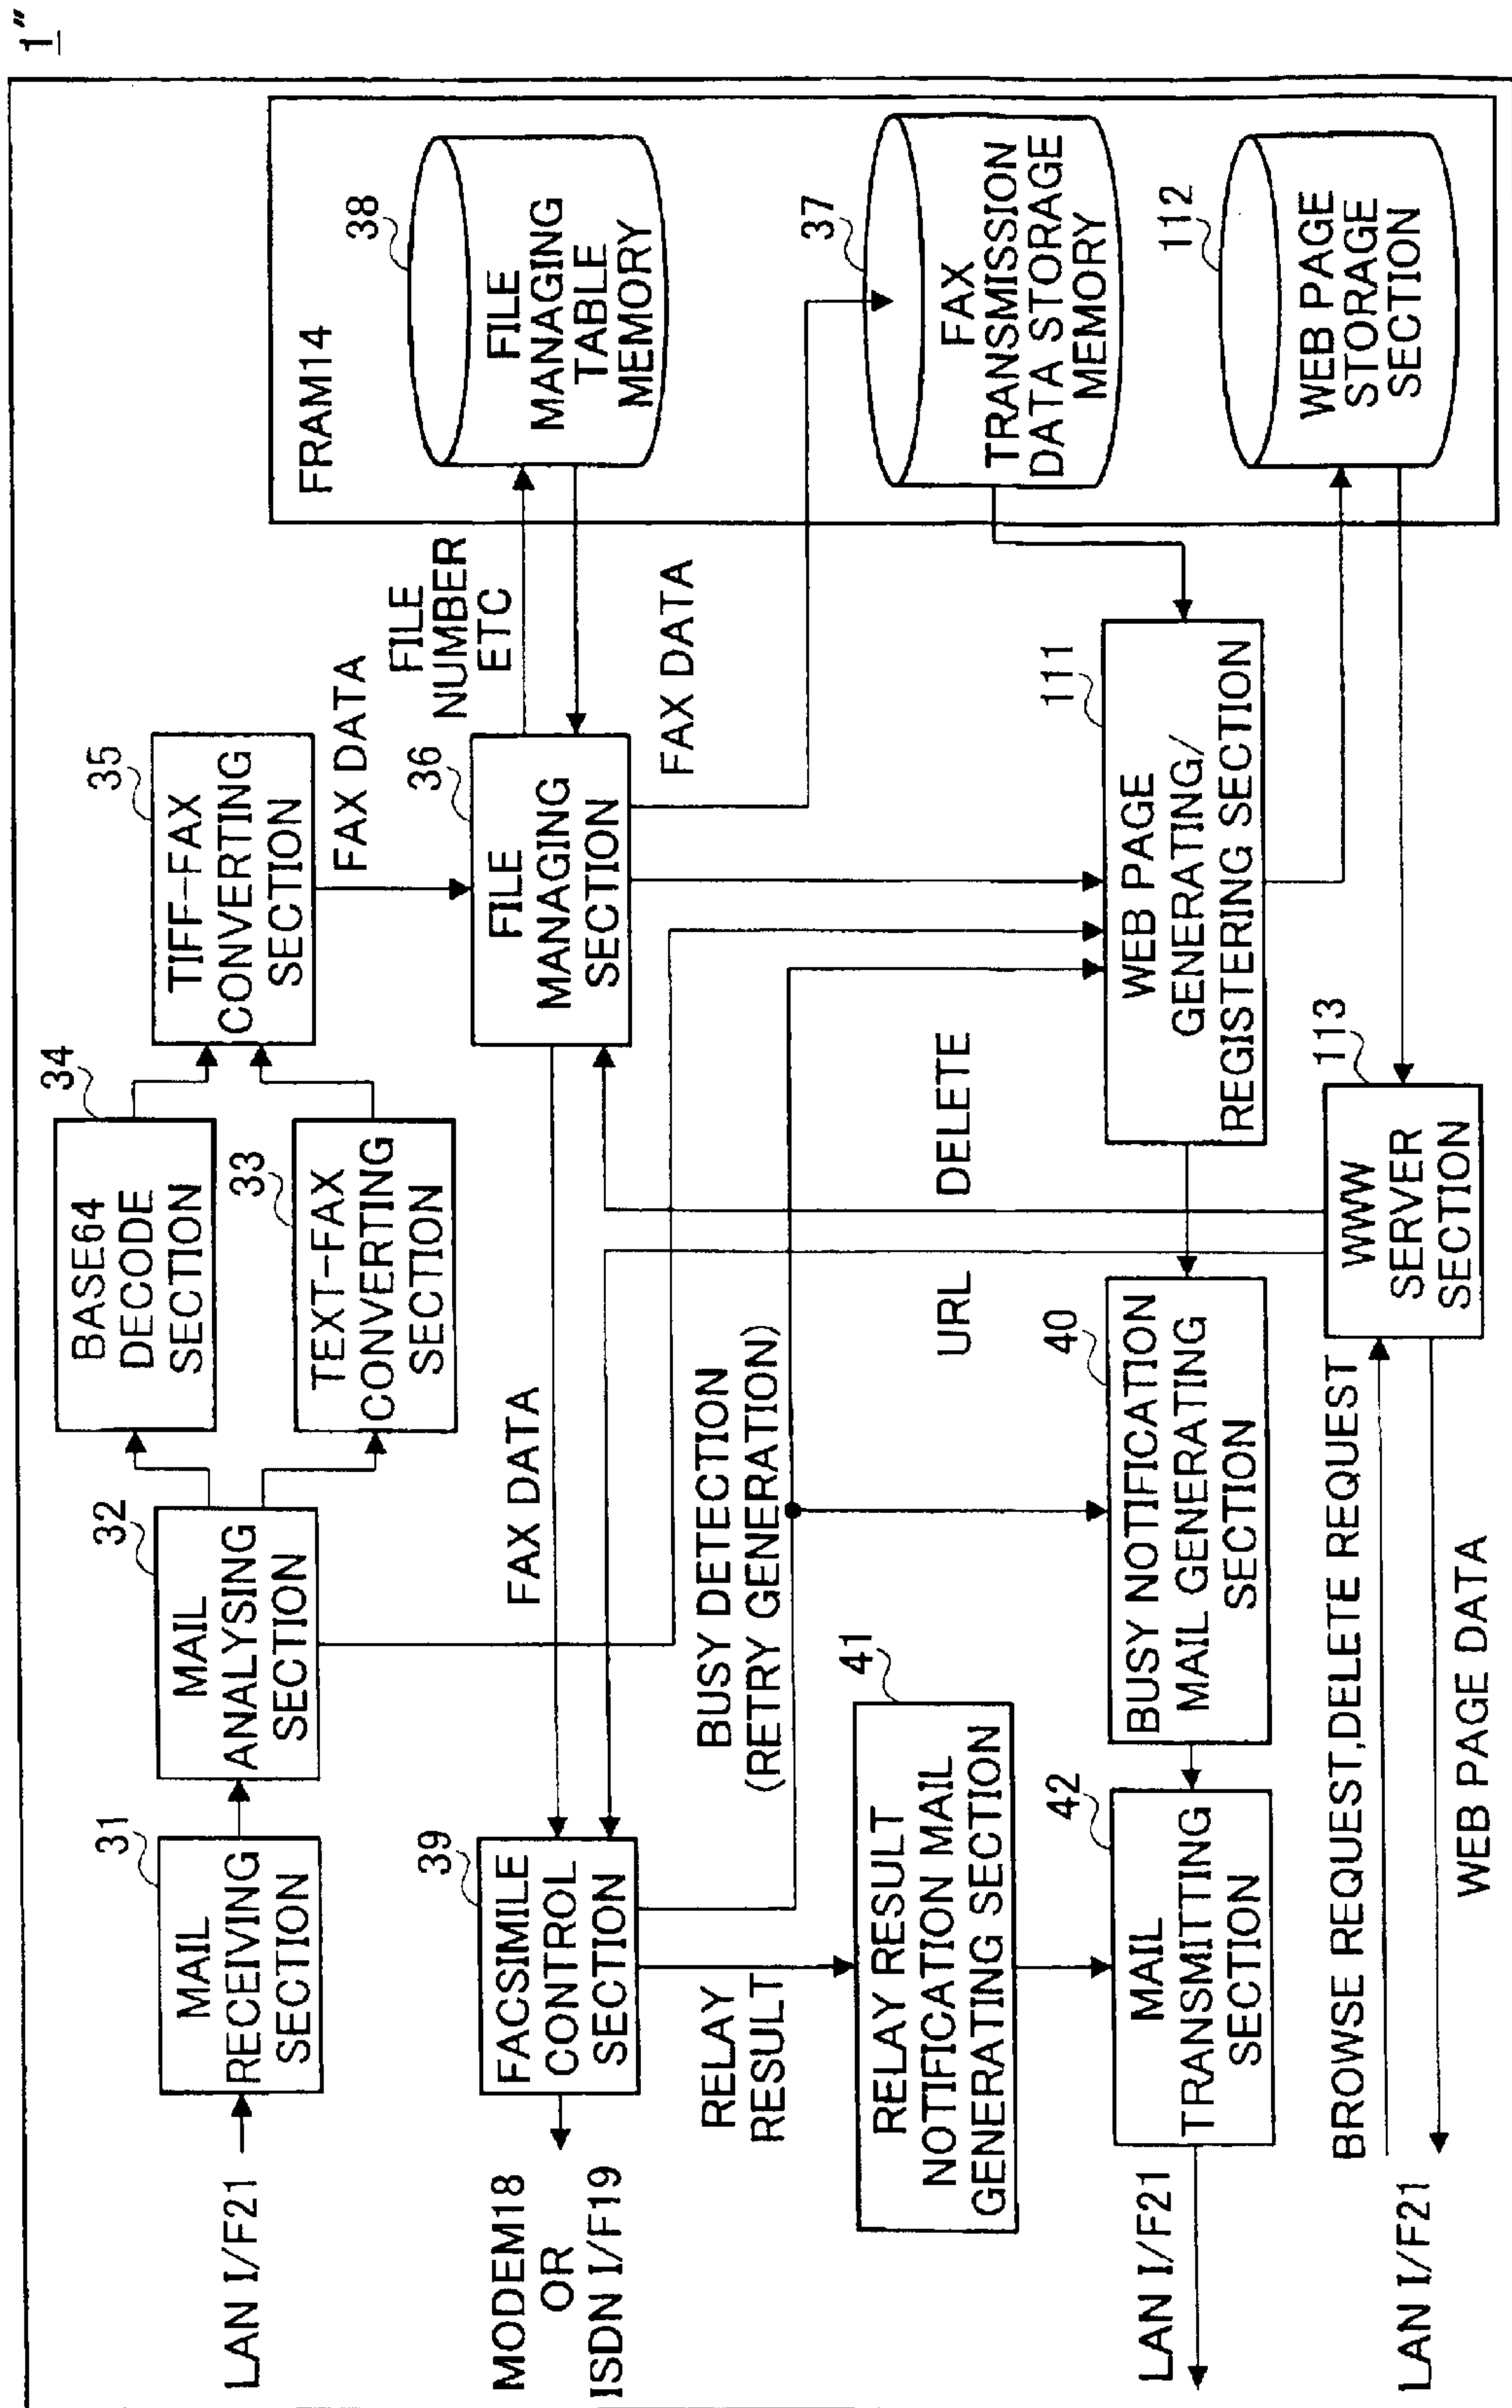 1"
LAN I/F21
31
MAIL
RECEIVING
SECTION
32
MAIL
ANALYSING
SECTION
34
BASE64
DECODE
SECTION
33
TEXT-FAX
CONVERTING
SECTION
35
TIFF-FAX
CONVERTING
SECTION
FAX DATA
FRAM14
38
FILE
MANAGING
TABLE
MEMORY
FILE
NUMBER
ETC
36
FILE
MANAGING
SECTION
FAX DATA
MODEM18
OR
ISDN I/F19
39
FACSIMILE
CONTROL
SECTION
FAX DATA
BUSY DETECTION
(RETRY GENERATION)
37
FAX
TRANSMISSION
DATA STORAGE
MEMORY
RELAY
RESULT
41
RELAY RESULT
NOTIFICATION MAIL
GENERATING SECTION
URL
DELETE
111
WEB PAGE
GENERATING/
REGISTERING SECTION
112
WEB PAGE
STORAGE
SECTION
LAN I/F21
42
MAIL
TRANSMITTING
SECTION
40
BUSY NOTIFICATION
MAIL GENERATING
SECTION
113
WWW
SERVER
SECTION
BROWSE REQUEST,DELETE REQUEST
LAN I/F21
WEB PAGE DATA